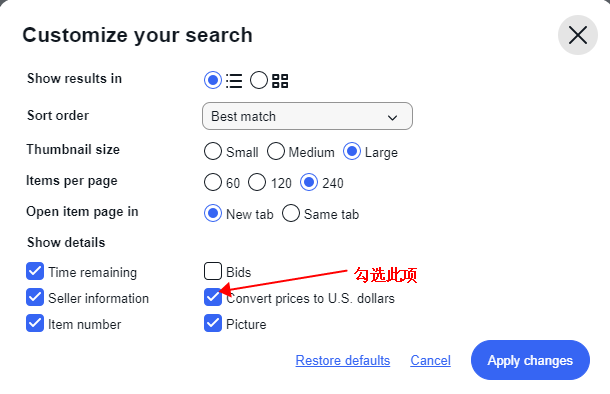 Customize your search
Show results in
Sort order Best match
Thumbnail size Small Medium Large
Items per page 60 120 240
Open item page in New tab Same tab
Show details
Time remaining Bids 勾选此项
Seller information Convert prices to U.S. dollars
Item number Picture
Restore defaults Cancel Apply changes